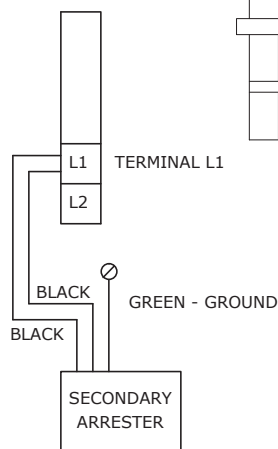 L1
TERMINAL L1
L2
BLACK
GREEN - GROUND
BLACK
SECONDARY
ARRESTER